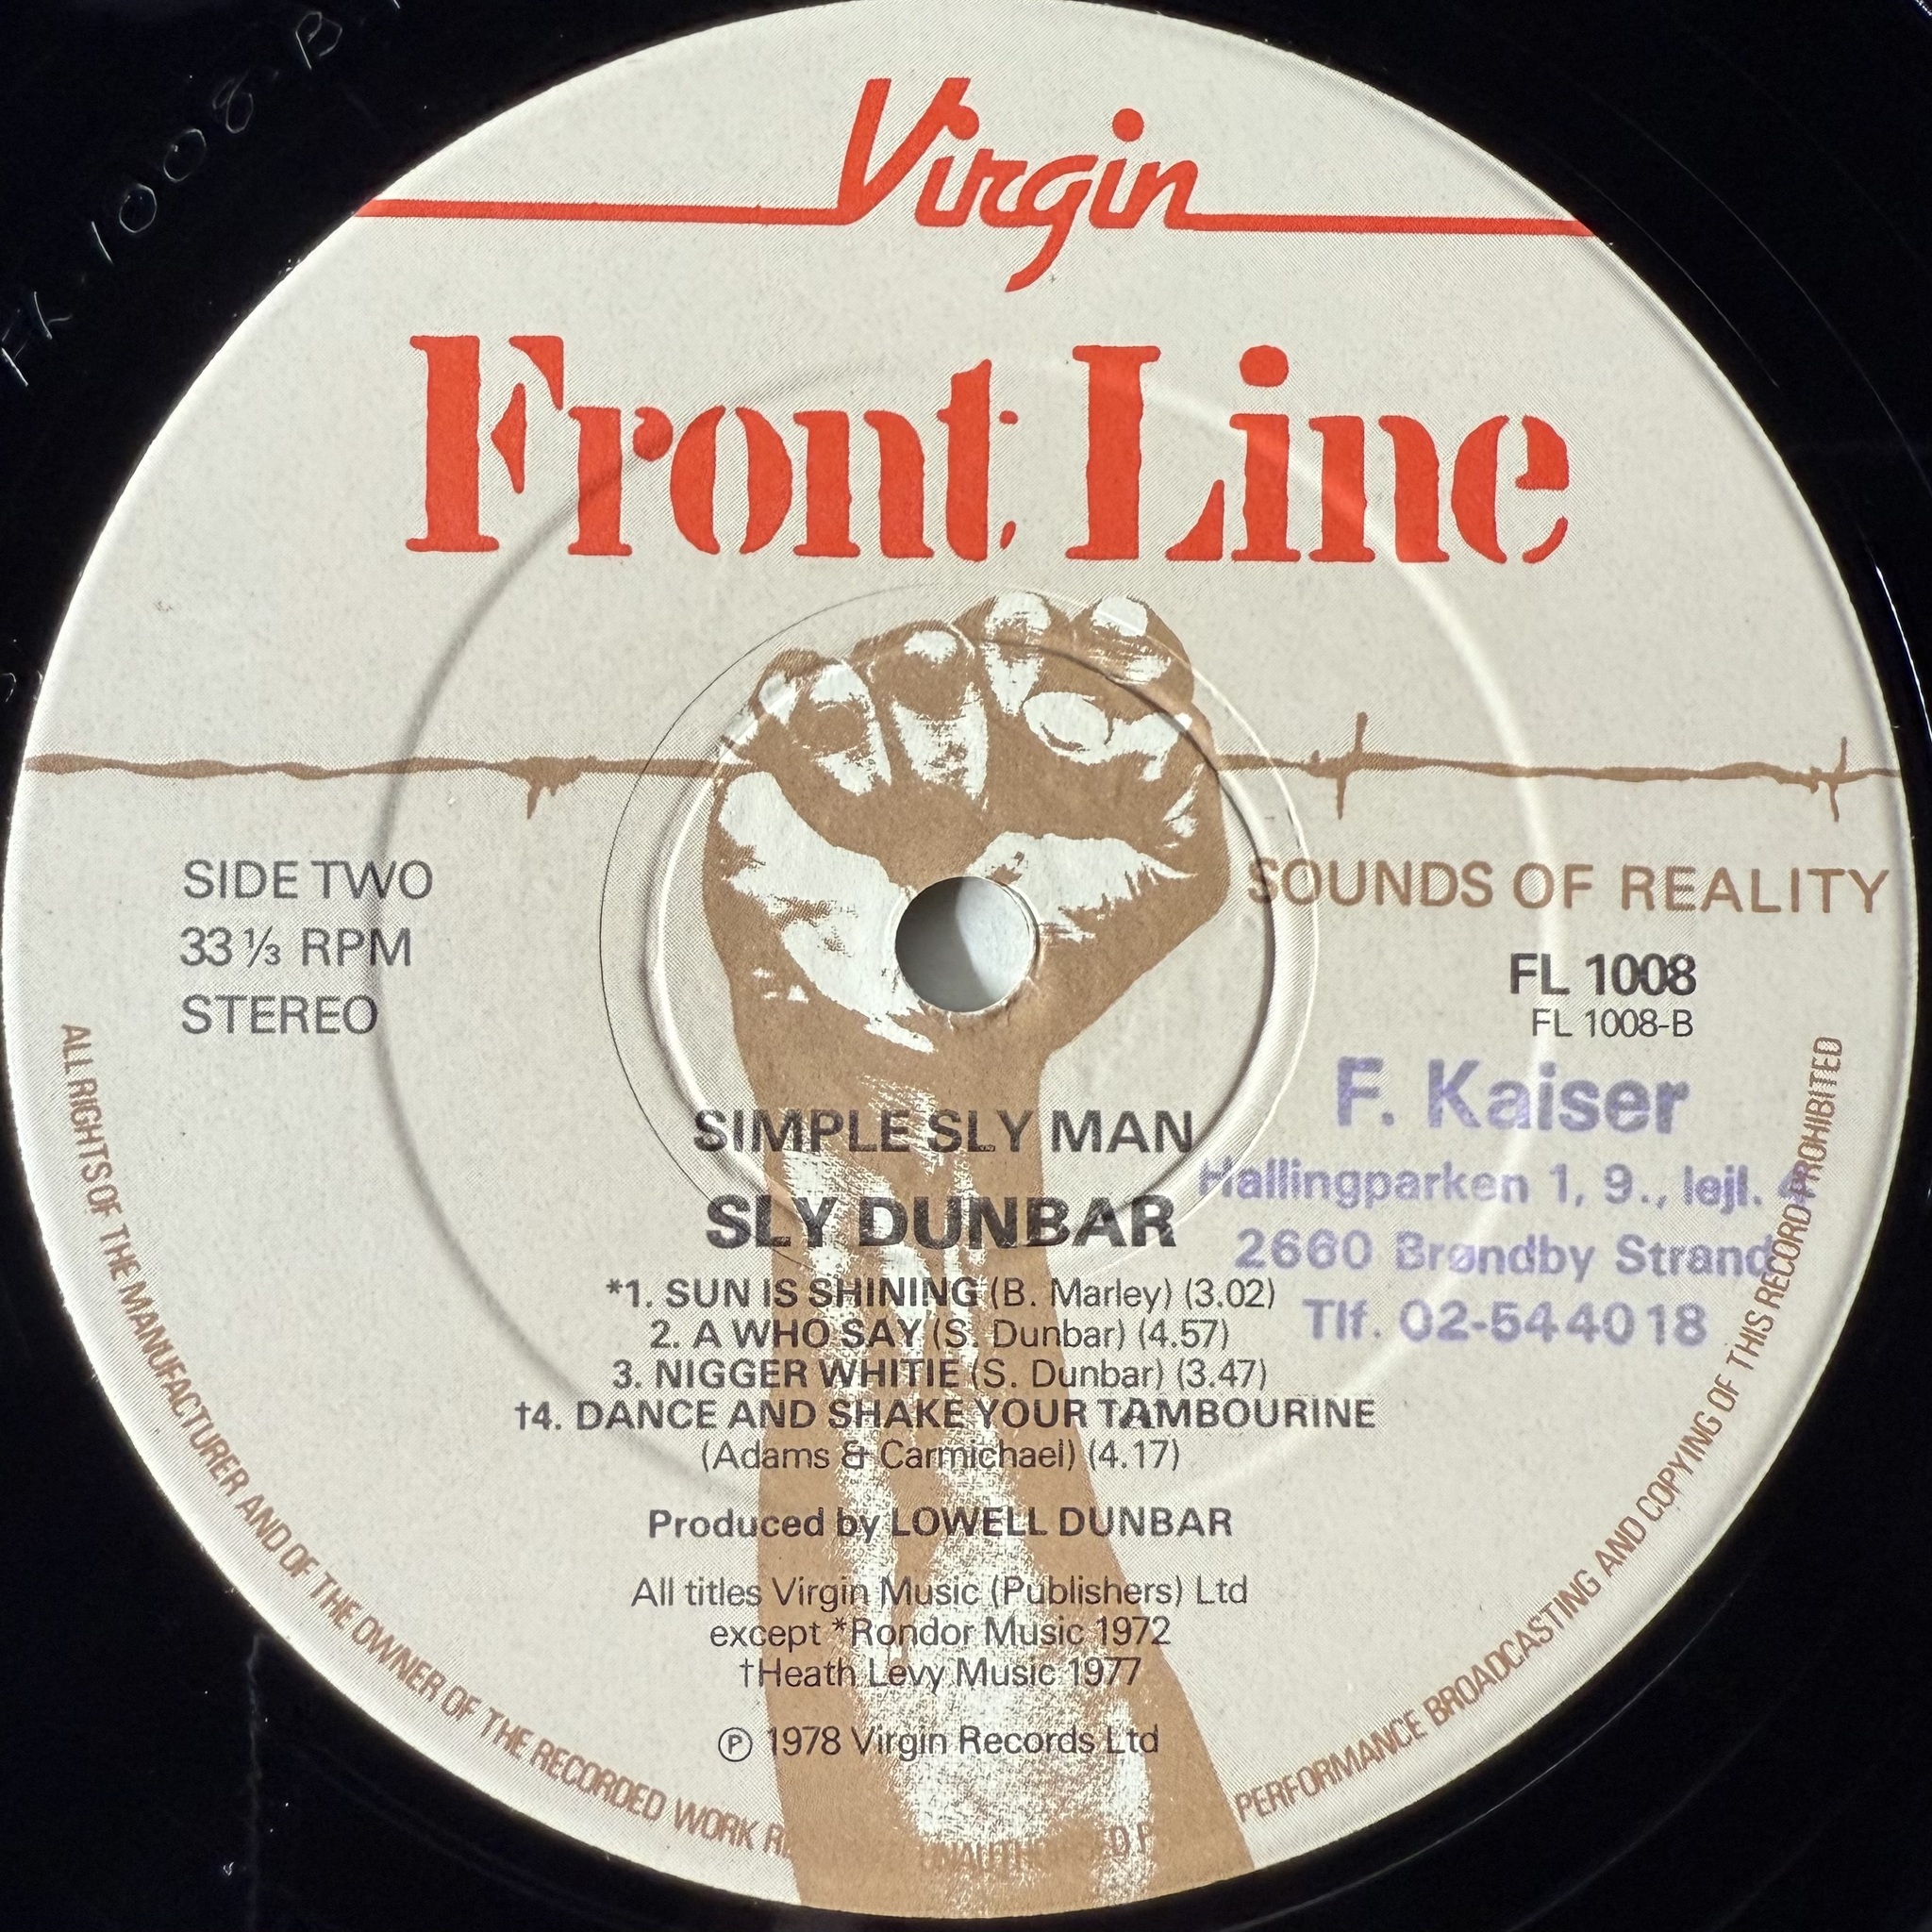 FL 1008 B
Virgin
Front Line
SIDE TWO
33 ⅓ RPM
STEREO
SOUNDS OF REALITY
FL 1008
FL 1008-B
F. Kaiser
Hallingparken 1, 9., lejl.
2660 Brøndby Strand
Tlf. 02-544018
SIMPLE SLY MAN
SLY DUNBAR
*1. SUN IS SHINING (B. Marley) (3.02)
2. A WHO SAY (S. Dunbar) (4.57)
3. NIGGER WHITIE (S. Dunbar) (3.47)
†4. DANCE AND SHAKE YOUR TAMBOURINE
(Adams & Carmichael) (4.17)
Produced by LOWELL DUNBAR
All titles Virgin Music (Publishers) Ltd
except *Rondor Music 1972
†Heath Levy Music 1977
℗ 1978 Virgin Records Ltd
ALL RIGHTS OF THE MANUFACTURER AND OF THE OWNER OF THE RECORDED WORK PERFORMANCE BROADCASTING AND COPYING OF THIS RECORD PROHIBITED